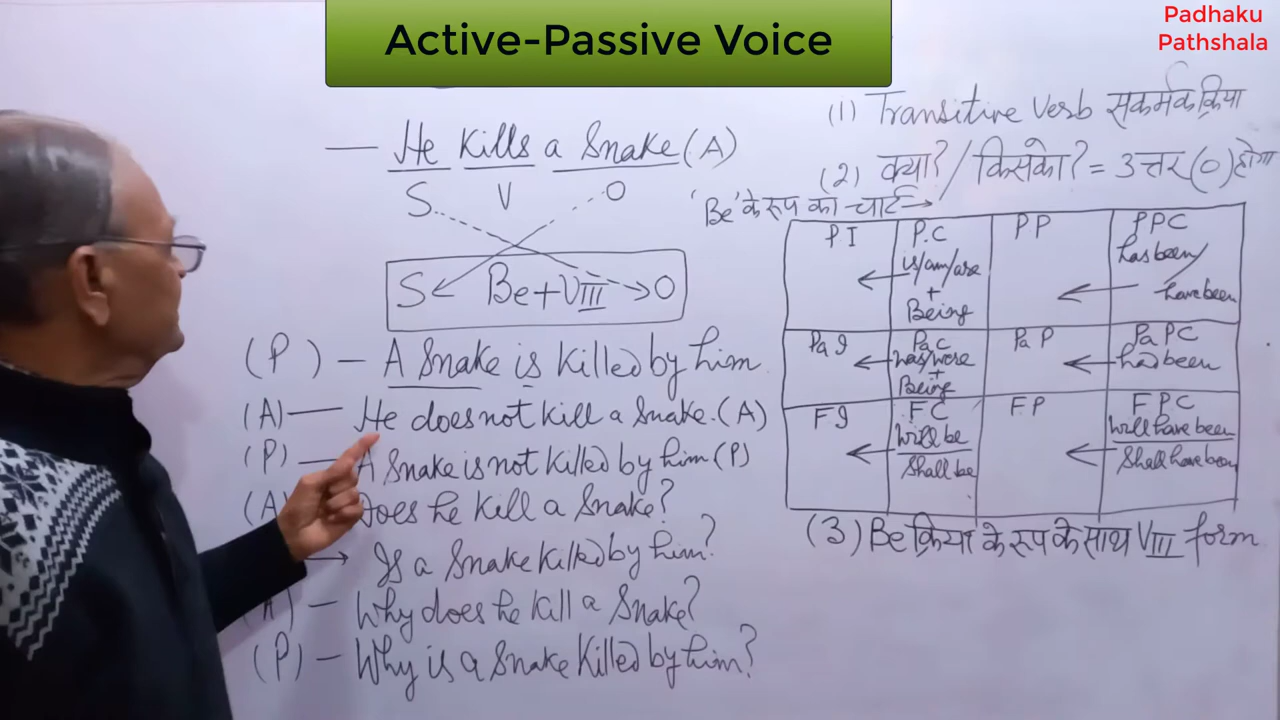 Active-Passive Voice
Padhaku
Pathshala
— He Kills a Snake (A)
S V O
S Be+VIII O
(P) – A Snake is Killed by him
(A) — He does not Kill a Snake. (A)
(P) — A Snake is not Killed by him (P)
(A) Does he Kill a Snake?
→ Is a Snake Killed by him?
(A) – Why does he Kill a Snake?
(P) – Why is a Snake Killed by him?
(1) Transitive Verb सकर्मक क्रिया
(2) क्या? / किसको? = उत्तर (O) होगा
'Be' के रूप का चार्ट →
P I P.C P P P P C
is/am/are + Being
has been/ have been
Pa I Pa C Pa P Pa P C
was/were + Being
had been
F I F C F P F P C
will be
shall be
will have been
shall have been
(3) Be क्रिया के रूप के साथ VIII form